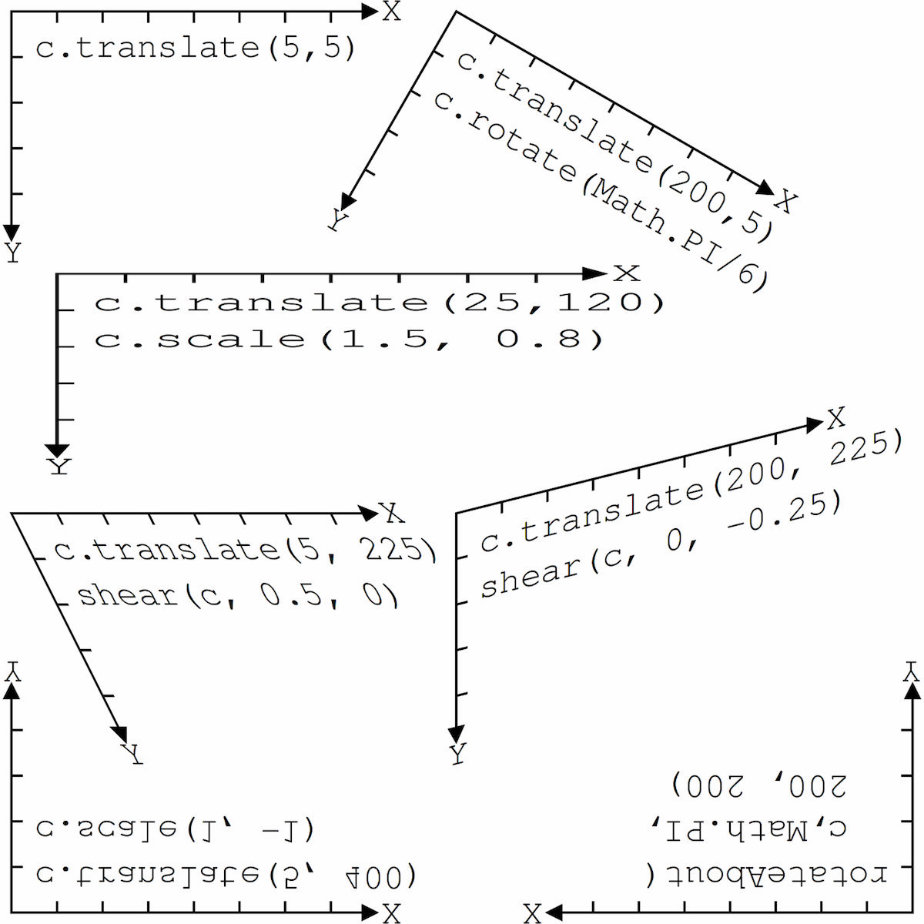 X
c.translate(5,5)
Y
X
c.translate(200,5)
c.rotate(Math.PI/6)
Y
X
c.translate(25,120)
c.scale(1.5, 0.8)
Y
X
c.translate(5, 225)
shear(c, 0.5, 0)
Y
X
c.translate(200, 225)
shear(c, 0, -0.25)
Y
X
c.translate(5, 400)
c.scale(1, -1)
Y
X
rotateAbout(
c,Math.PI,
200, 200)
Y